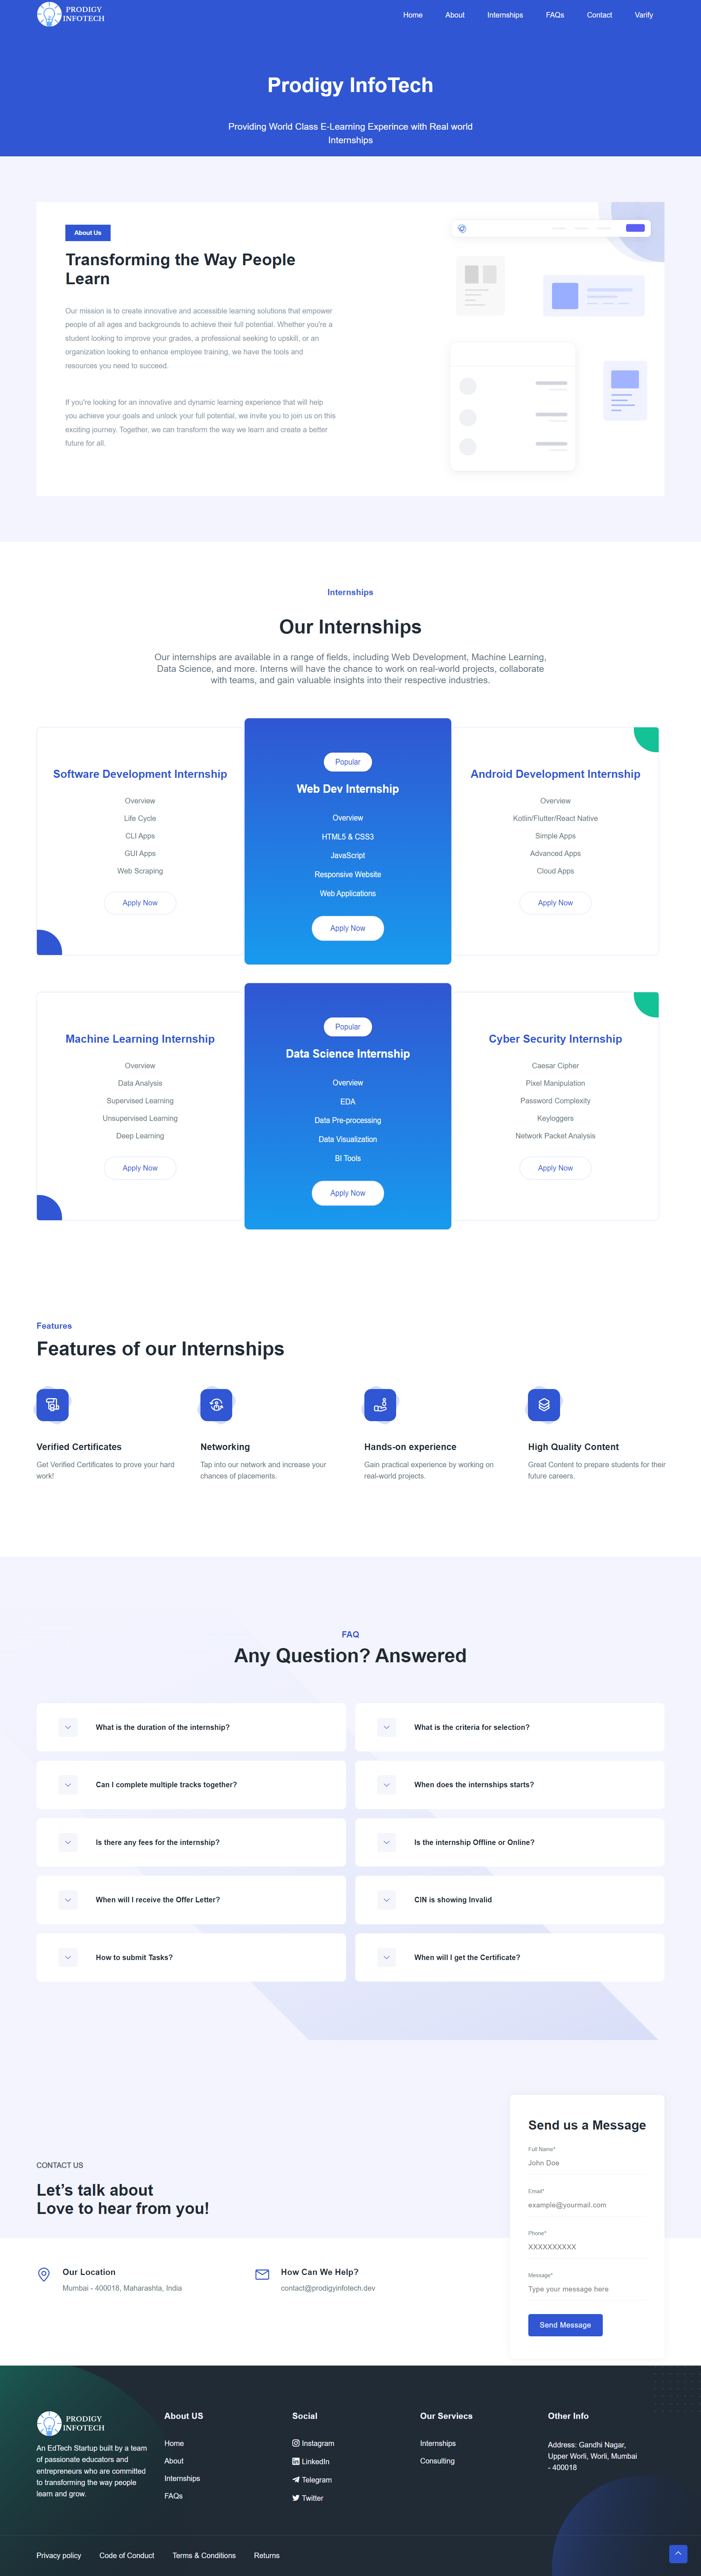 PRODIGY
INFOTECH
Home
About
Internships
FAQs
Contact
Varify
Prodigy InfoTech
Providing World Class E-Learning Experince with Real world
Internships
About Us
Transforming the Way People
Learn
Our mission is to create innovative and accessible learning solutions that empower
people of all ages and backgrounds to achieve their full potential. Whether you're a
student looking to improve your grades, a professional seeking to upskill, or an
organization looking to enhance employee training, we have the tools and
resources you need to succeed.
If you're looking for an innovative and dynamic learning experience that will help
you achieve your goals and unlock your full potential, we invite you to join us on this
exciting journey. Together, we can transform the way we learn and create a better
future for all.
Internships
Our Internships
Our internships are available in a range of fields, including Web Development, Machine Learning,
Data Science, and more. Interns will have the chance to work on real-world projects, collaborate
with teams, and gain valuable insights into their respective industries.
Software Development Internship
Overview
Life Cycle
CLI Apps
GUI Apps
Web Scraping
Apply Now
Popular
Web Dev Internship
Overview
HTML5 & CSS3
JavaScript
Responsive Website
Web Applications
Apply Now
Android Development Internship
Overview
Kotlin/Flutter/React Native
Simple Apps
Advanced Apps
Cloud Apps
Apply Now
Machine Learning Internship
Overview
Data Analysis
Supervised Learning
Unsupervised Learning
Deep Learning
Apply Now
Popular
Data Science Internship
Overview
EDA
Data Pre-processing
Data Visualization
BI Tools
Apply Now
Cyber Security Internship
Caesar Cipher
Pixel Manipulation
Password Complexity
Keyloggers
Network Packet Analysis
Apply Now
Features
Features of our Internships
Verified Certificates
Get Verified Certificates to prove your hard
work!
Networking
Tap into our network and increase your
chances of placements.
Hands-on experience
Gain practical experience by working on
real-world projects.
High Quality Content
Great Content to prepare students for their
future careers.
FAQ
Any Question? Answered
What is the duration of the internship?
What is the criteria for selection?
Can I complete multiple tracks together?
When does the internships starts?
Is there any fees for the internship?
Is the internship Offline or Online?
When will I receive the Offer Letter?
CIN is showing Invalid
How to submit Tasks?
When will I get the Certificate?
CONTACT US
Let's talk about
Love to hear from you!
Our Location
Mumbai - 400018, Maharashta, India
How Can We Help?
contact@prodigyinfotech.dev
Send us a Message
Full Name*
John Doe
Email*
example@yourmail.com
Phone*
XXXXXXXXXX
Message*
Type your message here
Send Message
PRODIGY
INFOTECH
An EdTech Startup built by a team
of passionate educators and
entrepreneurs who are committed
to transforming the way people
learn and grow.
About US
Home
About
Internships
FAQs
Social
Instagram
LinkedIn
Telegram
Twitter
Our Serviecs
Internships
Consulting
Other Info
Address: Gandhi Nagar,
Upper Worli, Worli, Mumbai
- 400018
Privacy policy
Code of Conduct
Terms & Conditions
Returns